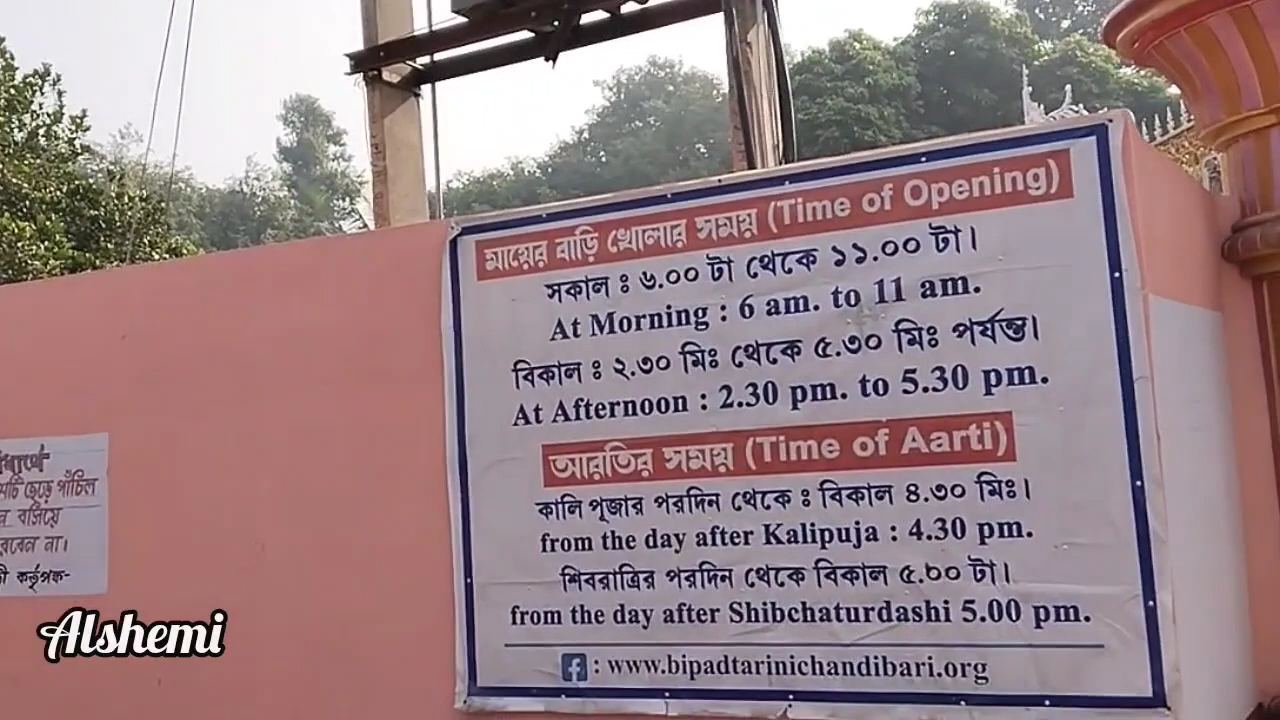 মায়ের বাড়ি খোলার সময় (Time of Opening)
সকাল : ৬.০০ টা থেকে ১১.০০ টা।
At Morning : 6 am. to 11 am.
বিকাল : ২.৩০ মিঃ থেকে ৫.৩০ মিঃ পর্যন্ত।
At Afternoon : 2.30 pm. to 5.30 pm.
আরতির সময় (Time of Aarti)
কালি পূজার পরদিন থেকে : বিকাল ৪.৩০ মিঃ।
from the day after Kalipuja : 4.30 pm.
শিবরাত্রির পরদিন থেকে বিকাল ৫.০০ টা।
from the day after Shibchaturdashi 5.00 pm.
: www.bipadtarinichandibari.org
ছেড়ে পাঁচিল
বসিয়ে
না।
কর্তৃপক্ষ-
Alshemi